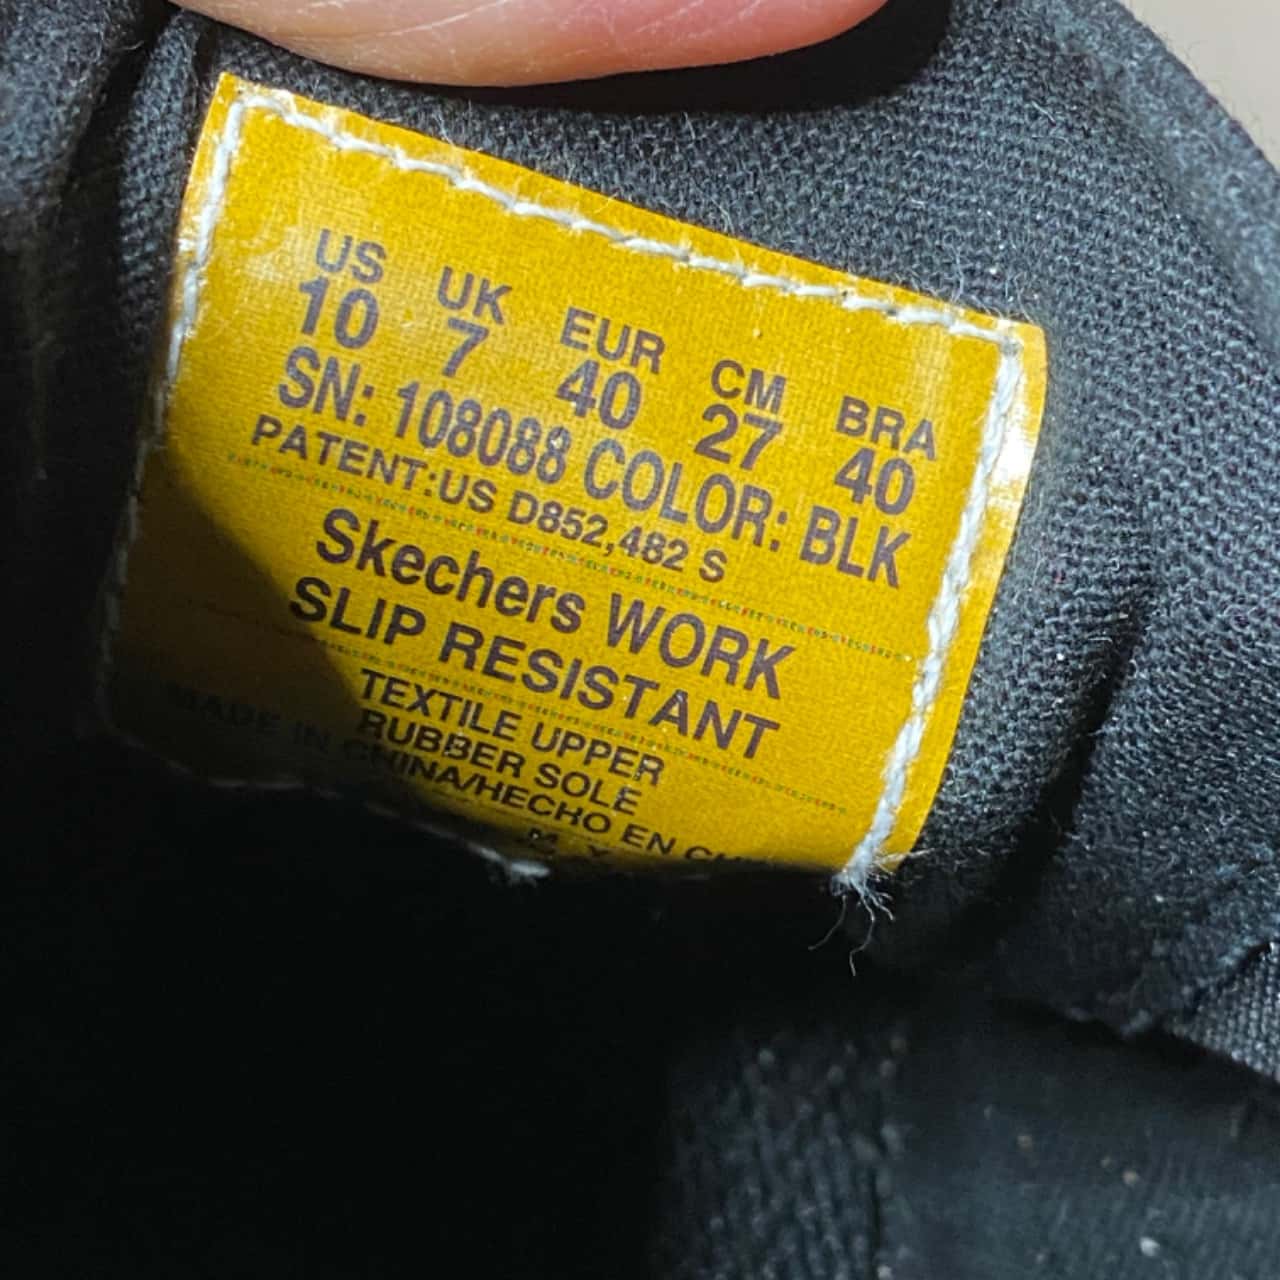 US UK EUR CM BRA
10 7 40 27 40
SN: 108088 COLOR: BLK
PATENT:US D852,482 S
Skechers WORK
SLIP RESISTANT
TEXTILE UPPER
RUBBER SOLE
MADE IN CHINA/HECHO EN